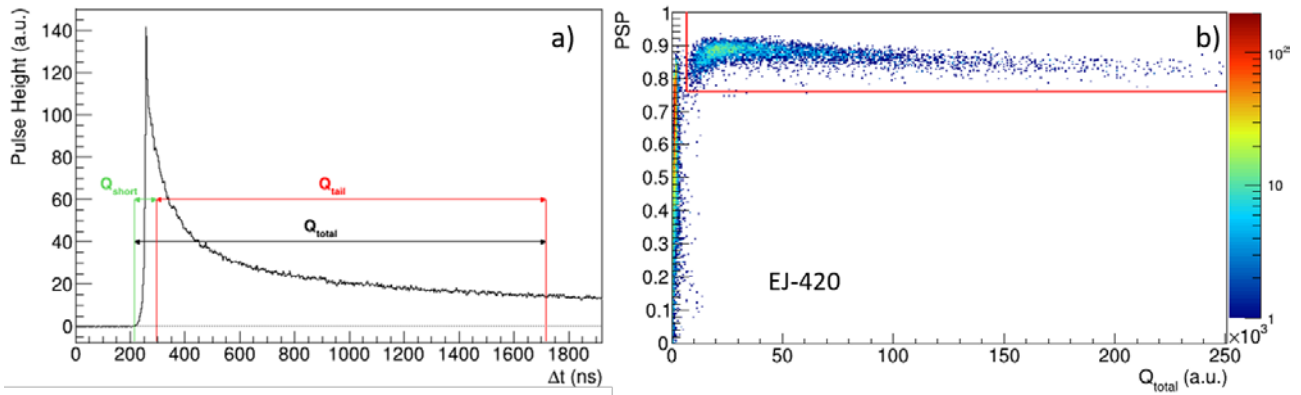 a)
Pulse Height (a.u.)
140
120
100
80
60
40
20
0
Qshort
Qtail
Qtotal
0 200 400 600 800 1000 1200 1400 1600 1800
Δt (ns)
b)
PSP
1
0.9
0.8
0.7
0.6
0.5
0.4
0.3
0.2
0.1
0
EJ-420
0 50 100 150 200 250
×10³
Qtotal (a.u.)
10²
10
1